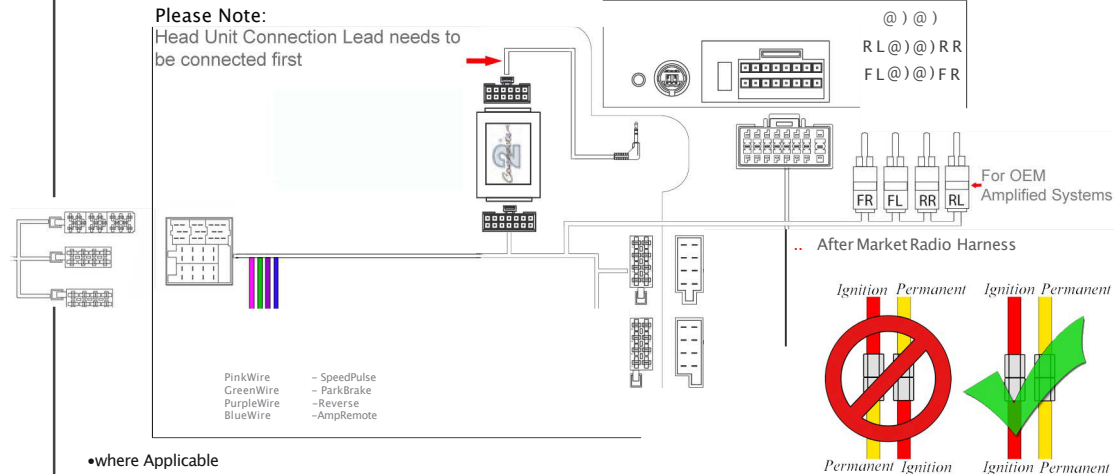 Please Note:
Head Unit Connection Lead needs to
be connected first
@ ) @ )
RL@)@)RR
FL@)@)FR
Connects 2
FR FL RR RL
For OEM
Amplified Systems
.. After Market Radio Harness
Ignition Permanent Ignition Permanent
PinkWire – SpeedPulse
GreenWire – ParkBrake
PurpleWire –Reverse
BlueWire –AmpRemote
Permanent Ignition Ignition Permanent
•where Applicable